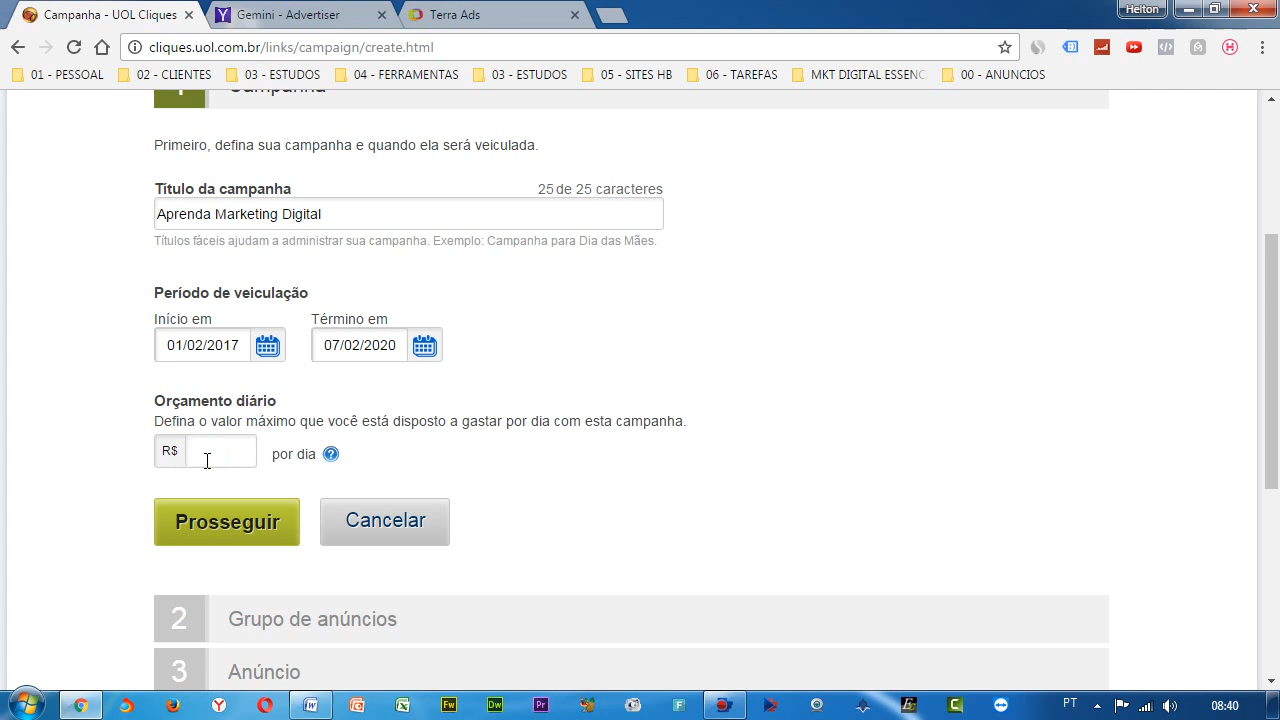 Campanha - UOL Cliques
Gemini - Advertiser
Terra Ads
Helton
cliques.uol.com.br/links/campaign/create.html
01 - PESSOAL
02 - CLIENTES
03 - ESTUDOS
04 - FERRAMENTAS
03 - ESTUDOS
05 - SITES HB
06 - TAREFAS
MKT DIGITAL ESSENC
00 - ANUNCIOS
1
Campanha
Primeiro, defina sua campanha e quando ela será veiculada.
Título da campanha
25 de 25 caracteres
Aprenda Marketing Digital
Títulos fáceis ajudam a administrar sua campanha. Exemplo: Campanha para Dia das Mães.
Período de veiculação
Início em
Término em
01/02/2017
07/02/2020
Orçamento diário
Defina o valor máximo que você está disposto a gastar por dia com esta campanha.
R$
por dia ?
Prosseguir
Cancelar
2
Grupo de anúncios
3
Anúncio
Fw
Dw
Pr
PT
08:40